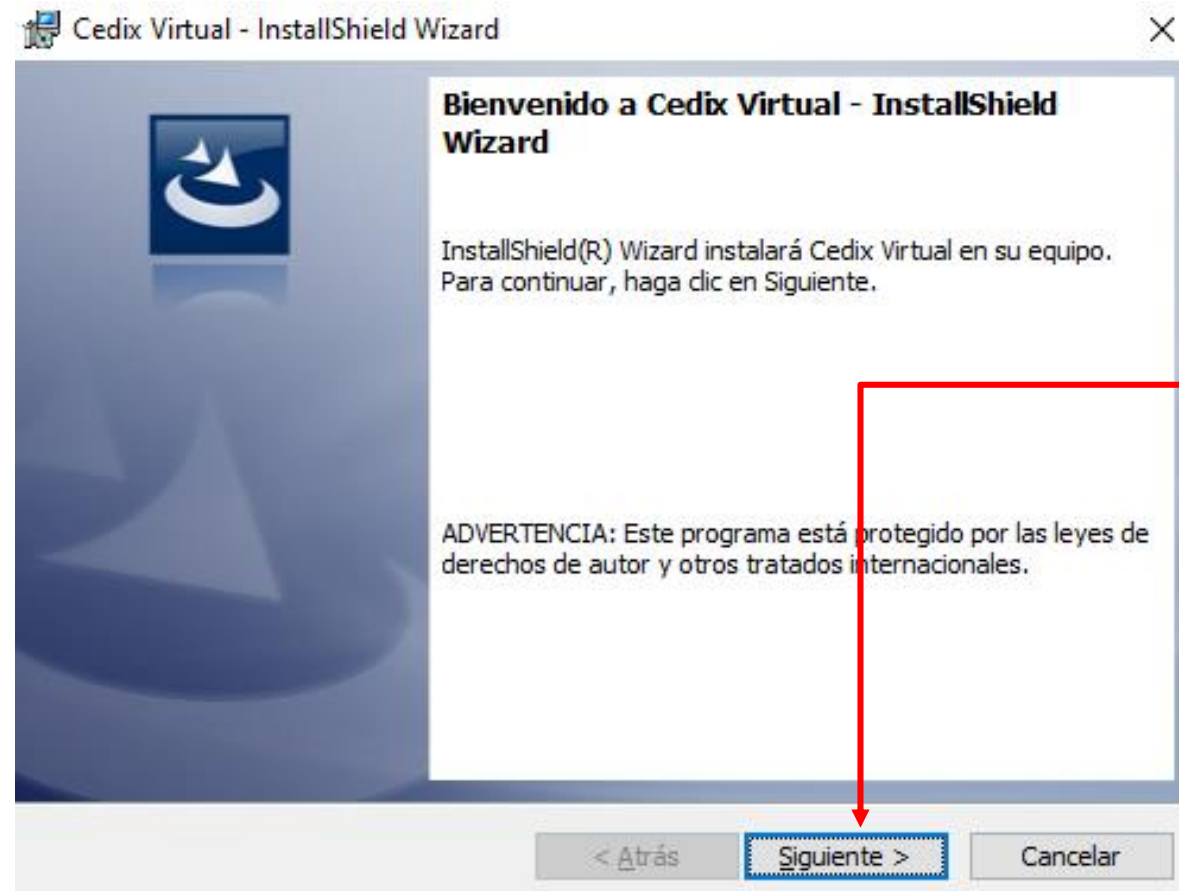 Cedix Virtual - InstallShield Wizard
Bienvenido a Cedix Virtual - InstallShield
Wizard
InstallShield(R) Wizard instalará Cedix Virtual en su equipo.
Para continuar, haga clic en Siguiente.
ADVERTENCIA: Este programa está protegido por las leyes de
derechos de autor y otros tratados internacionales.
< Atrás Siguiente > Cancelar